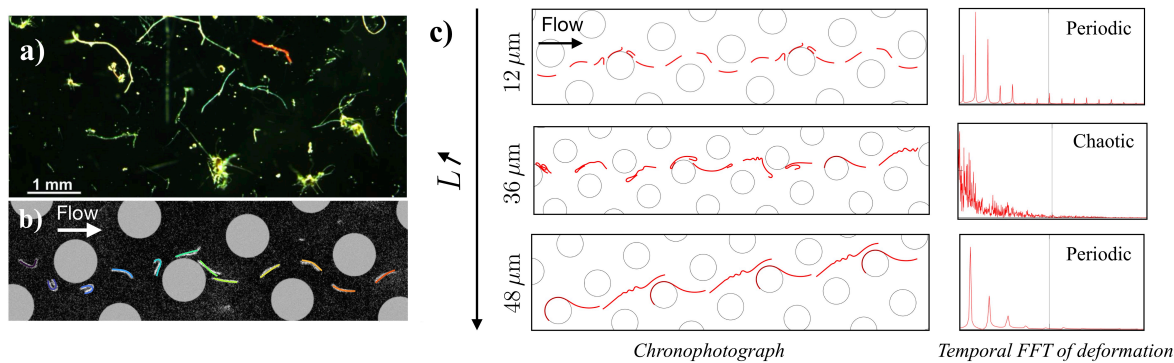 a)
1 mm
b)
Flow
c)
L
12 μm
36 μm
48 μm
Flow
Periodic
Chaotic
Periodic
Chronophotograph
Temporal FFT of deformation